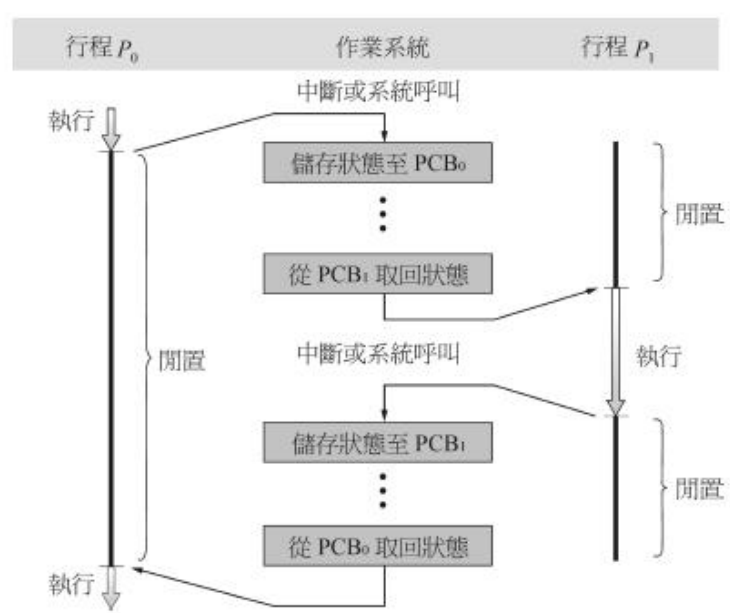 行程 P₀ 作業系統 行程 P₁
中斷或系統呼叫
執行
儲存狀態至 PCB₀
閒置
從 PCB₁ 取回狀態
中斷或系統呼叫
執行
閒置
儲存狀態至 PCB₁
閒置
從 PCB₀ 取回狀態
執行